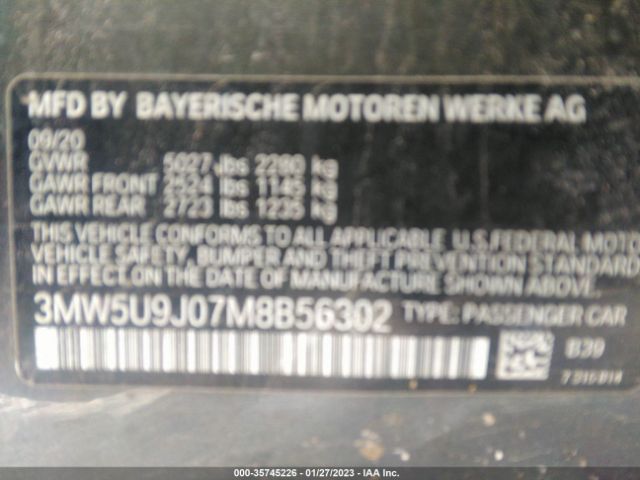 MFD BY BAYERISCHE MOTOREN WERKE AG
09/20
GVWR 5027 lbs 2280 kg
GAWR FRONT 2524 lbs 1145 kg
GAWR REAR 2723 lbs 1235 kg
THIS VEHICLE CONFORMS TO ALL APPLICABLE U.S.FEDERAL MOTO
VEHICLE SAFETY, BUMPER AND THEFT PREVENTION STANDARDS
IN EFFECT ON THE DATE OF MANUFACTURE SHOWN ABOVE.
3MW5U9J07M8B56302 TYPE: PASSENGER CAR
B39
000-35745226 - 01/27/2023 - IAA Inc.